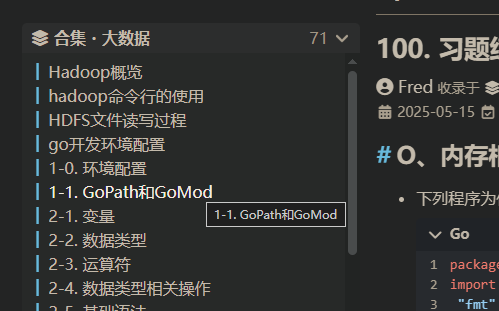 合集·大数据 71
Hadoop概览
hadoop命令行的使用
HDFS文件读写过程
go开发环境配置
1-0. 环境配置
1-1. GoPath和GoMod
1-1. GoPath和GoMod
2-1. 变量
2-2. 数据类型
2-3. 运算符
2-4. 数据类型相关操作
2-5. 基础语法
100. 习题
Fred 收录于
2025-05-15
# O、内存
下列程序为
Go
1 package
2 import
3 "fmt"